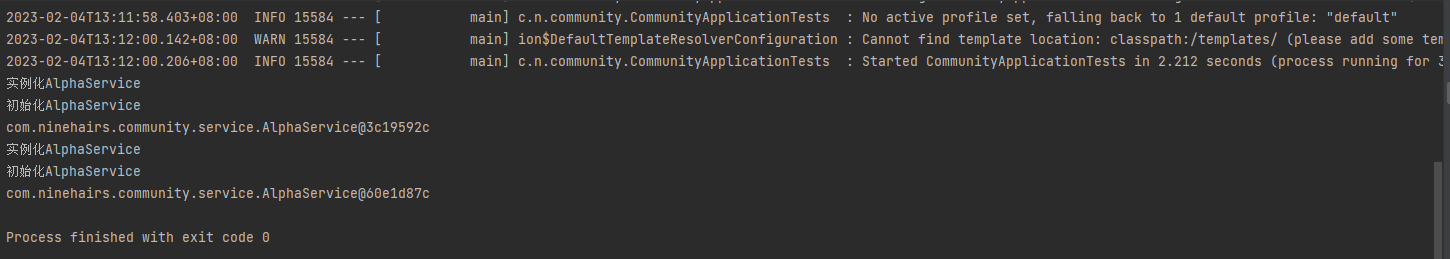 2023-02-04T13:11:58.403+08:00  INFO 15584 --- [           main] c.n.community.CommunityApplicationTests  : No active profile set, falling back to 1 default profile: "default"
2023-02-04T13:12:00.142+08:00  WARN 15584 --- [           main] ion$DefaultTemplateResolverConfiguration : Cannot find template location: classpath:/templates/ (please add some tem
2023-02-04T13:12:00.206+08:00  INFO 15584 --- [           main] c.n.community.CommunityApplicationTests  : Started CommunityApplicationTests in 2.212 seconds (process running for 3
实例化AlphaService
初始化AlphaService
com.ninehairs.community.service.AlphaService@3c19592c
实例化AlphaService
初始化AlphaService
com.ninehairs.community.service.AlphaService@60e1d87c
Process finished with exit code 0